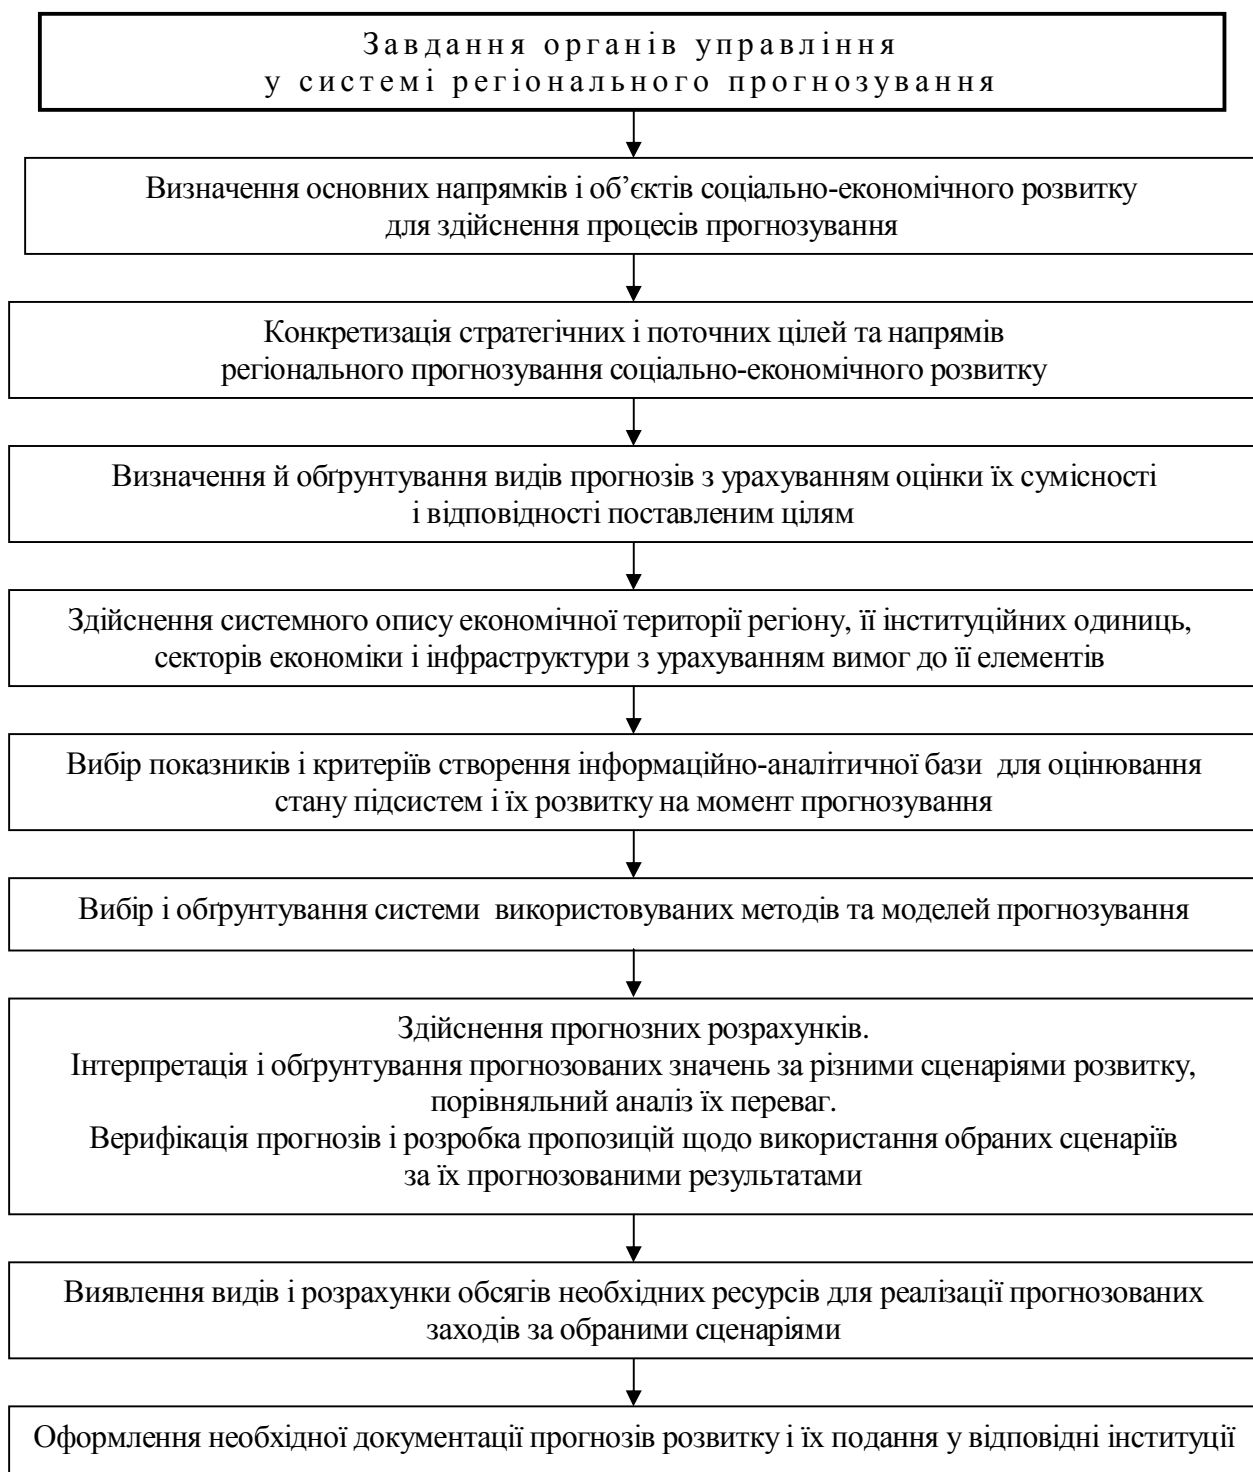 Завдання органів управління
у системі регіонального прогнозування
Визначення основних напрямків і об’єктів соціально-економічного розвитку
для здійснення процесів прогнозування
Конкретизація стратегічних і поточних цілей та напрямів
регіонального прогнозування соціально-економічного розвитку
Визначення й обґрунтування видів прогнозів з урахуванням оцінки їх сумісності
і відповідності поставленим цілям
Здійснення системного опису економічної території регіону, її інституційних одиниць,
секторів економіки і інфраструктури з урахуванням вимог до її елементів
Вибір показників і критеріїв створення інформаційно-аналітичної бази для оцінювання
стану підсистем і їх розвитку на момент прогнозування
Вибір і обґрунтування системи використовуваних методів та моделей прогнозування
Здійснення прогнозних розрахунків.
Інтерпретація і обґрунтування прогнозованих значень за різними сценаріями розвитку,
порівняльний аналіз їх переваг.
Верифікація прогнозів і розробка пропозицій щодо використання обраних сценаріїв
за їх прогнозованими результатами
Виявлення видів і розрахунки обсягів необхідних ресурсів для реалізації прогнозованих
заходів за обраними сценаріями
Оформлення необхідної документації прогнозів розвитку і їх подання у відповідні інституції